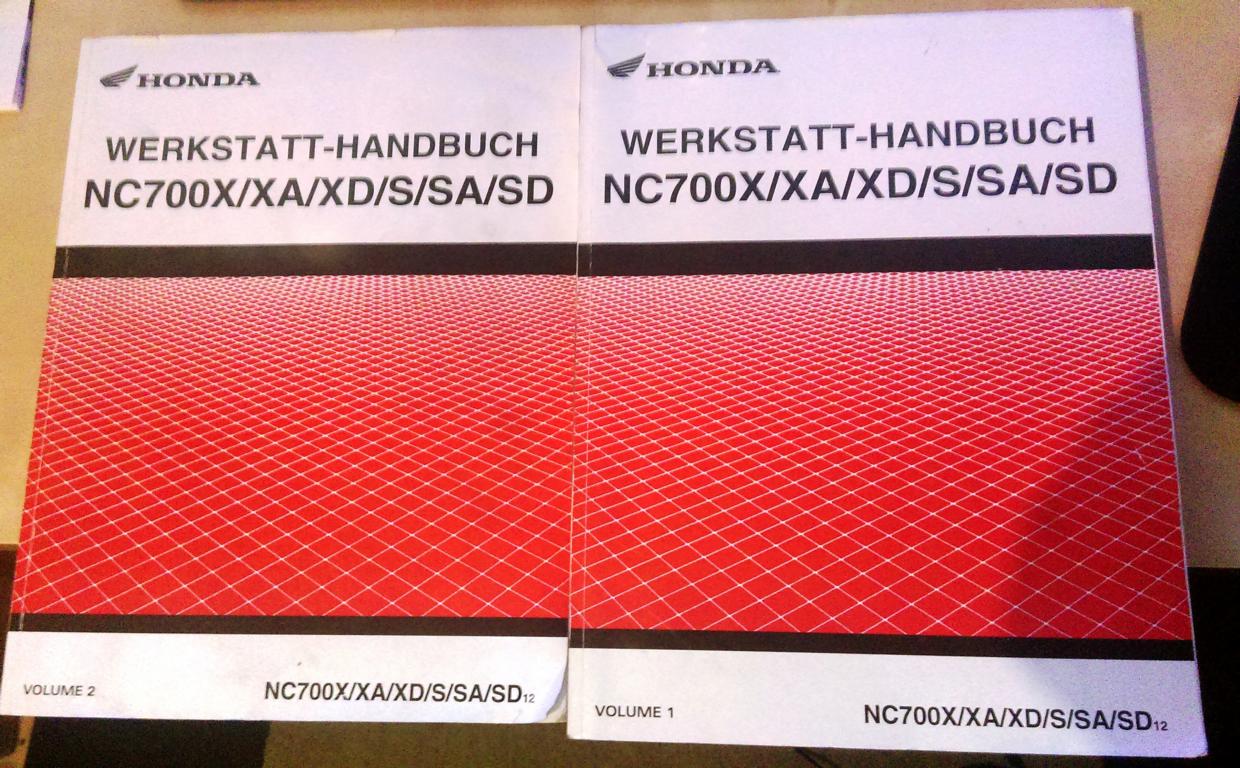 HONDA
WERKSTATT-HANDBUCH
NC700X/XA/XD/S/SA/SD
VOLUME 2
NC700X/XA/XD/S/SA/SD12
HONDA
WERKSTATT-HANDBUCH
NC700X/XA/XD/S/SA/SD
VOLUME 1
NC700X/XA/XD/S/SA/SD12